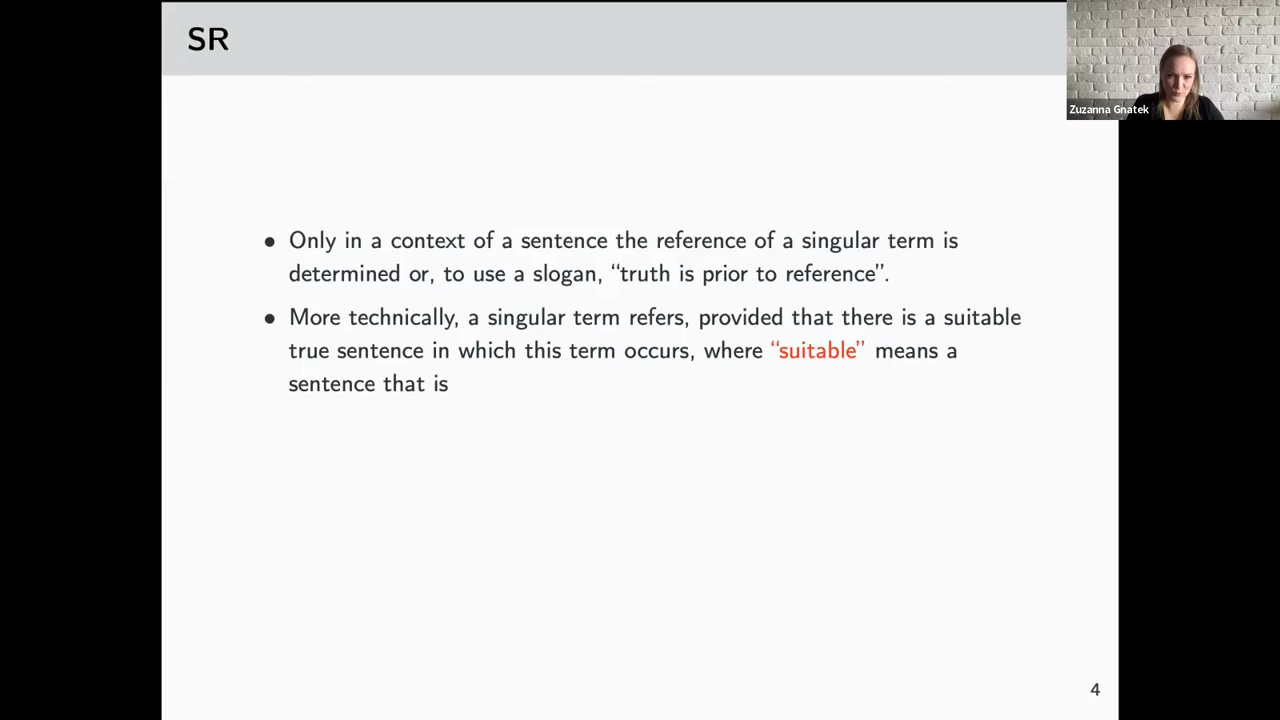 SR
Zuzanna Gnatek
• Only in a context of a sentence the reference of a singular term is
determined or, to use a slogan, “truth is prior to reference”.
• More technically, a singular term refers, provided that there is a suitable
true sentence in which this term occurs, where “suitable” means a
sentence that is
4